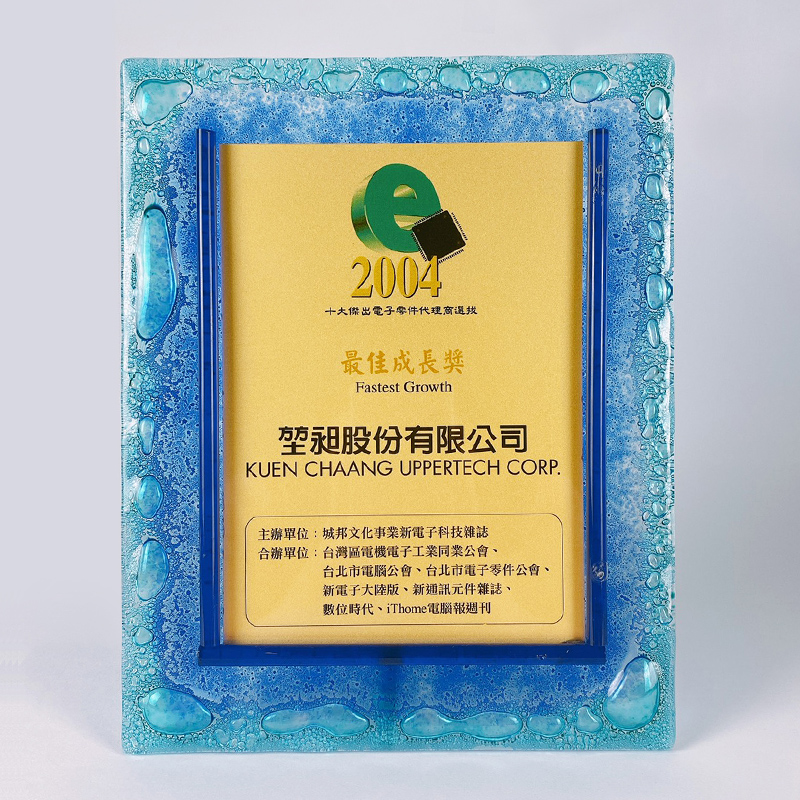 e
2004
十大傑出電子零件代理商選拔
最佳成長獎
Fastest Growth
堃昶股份有限公司
KUEN CHAANG UPPERTECH CORP.
主辦單位：城邦文化事業新電子科技雜誌
合辦單位：台灣區電機電子工業同業公會、
台北市電腦公會、台北市電子零件公會、
新電子大陸版、新通訊元件雜誌、
數位時代、iThome電腦報週刊